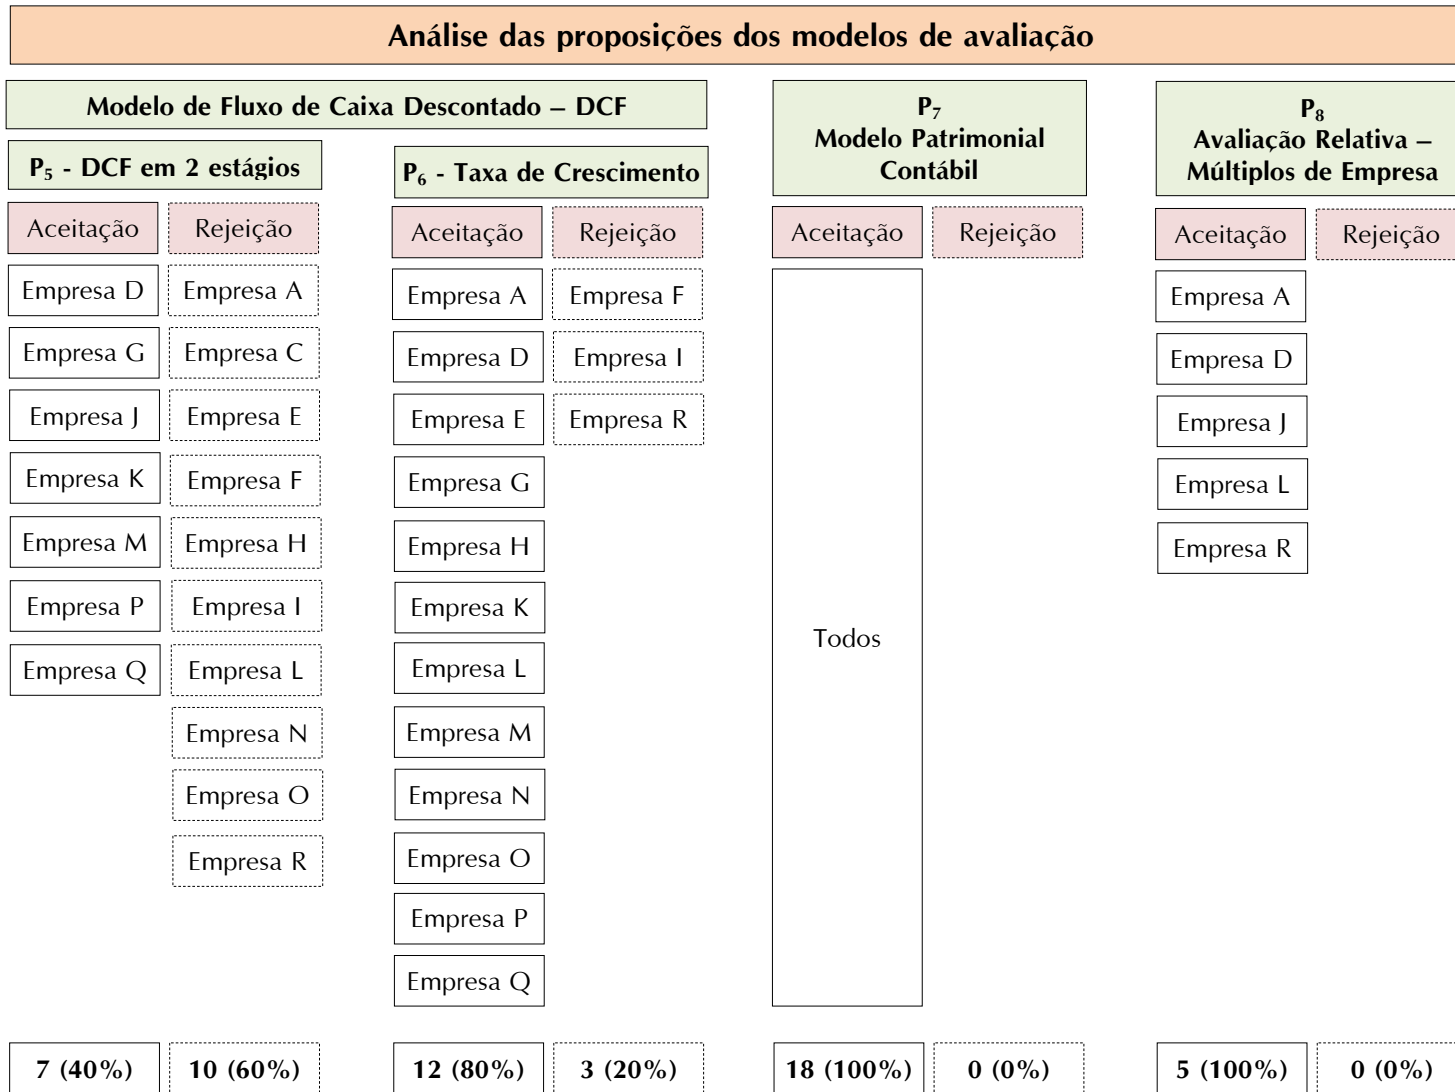 Análise das proposições dos modelos de avaliação
Modelo de Fluxo de Caixa Descontado – DCF
P₅ - DCF em 2 estágios
Aceitação
Rejeição
Empresa D
Empresa A
Empresa G
Empresa C
Empresa J
Empresa E
Empresa K
Empresa F
Empresa M
Empresa H
Empresa P
Empresa I
Empresa Q
Empresa L
Empresa N
Empresa O
Empresa R
7 (40%)
10 (60%)
P₆ - Taxa de Crescimento
Aceitação
Rejeição
Empresa A
Empresa F
Empresa D
Empresa I
Empresa E
Empresa R
Empresa G
Empresa H
Empresa K
Empresa L
Empresa M
Empresa N
Empresa O
Empresa P
Empresa Q
12 (80%)
3 (20%)
P₇
Modelo Patrimonial
Contábil
Aceitação
Rejeição
Todos
18 (100%)
0 (0%)
P₈
Avaliação Relativa –
Múltiplos de Empresa
Aceitação
Rejeição
Empresa A
Empresa D
Empresa J
Empresa L
Empresa R
5 (100%)
0 (0%)